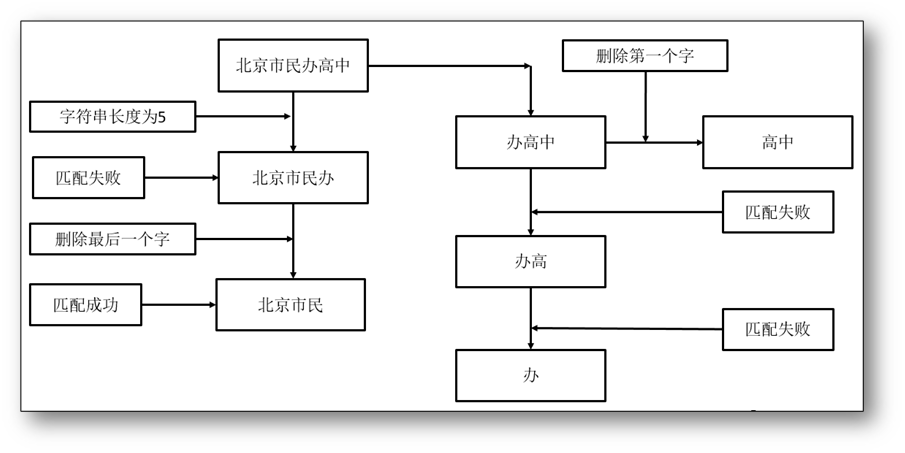 北京市民办高中
删除第一个字
字符串长度为5
办高中
高中
匹配失败
北京市民办
匹配失败
删除最后一个字
办高
匹配成功
北京市民
匹配失败
办